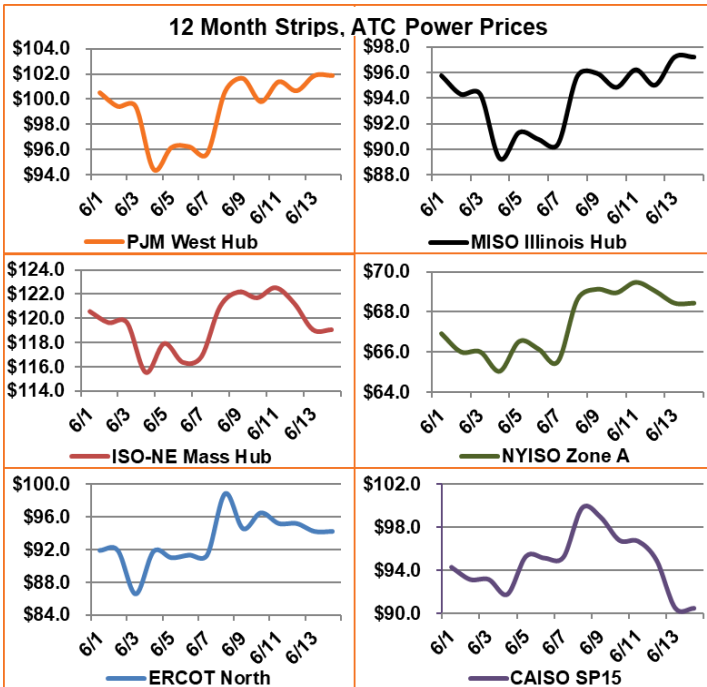 12 Month Strips, ATC Power Prices
$104.0
$102.0
$100.0
$98.0
$96.0
$94.0
6/1 6/3 6/5 6/7 6/9 6/11 6/13
PJM West Hub
$98.0
$96.0
$94.0
$92.0
$90.0
$88.0
6/1 6/3 6/5 6/7 6/9 6/11 6/13
MISO Illinois Hub
$124.0
$122.0
$120.0
$118.0
$116.0
$114.0
6/1 6/3 6/5 6/7 6/9 6/11 6/13
ISO-NE Mass Hub
$70.0
$68.0
$66.0
$64.0
6/1 6/3 6/5 6/7 6/9 6/11 6/13
NYISO Zone A
$100.0
$96.0
$92.0
$88.0
$84.0
6/1 6/3 6/5 6/7 6/9 6/11 6/13
ERCOT North
$102.0
$98.0
$94.0
$90.0
6/1 6/3 6/5 6/7 6/9 6/11 6/13
CAISO SP15